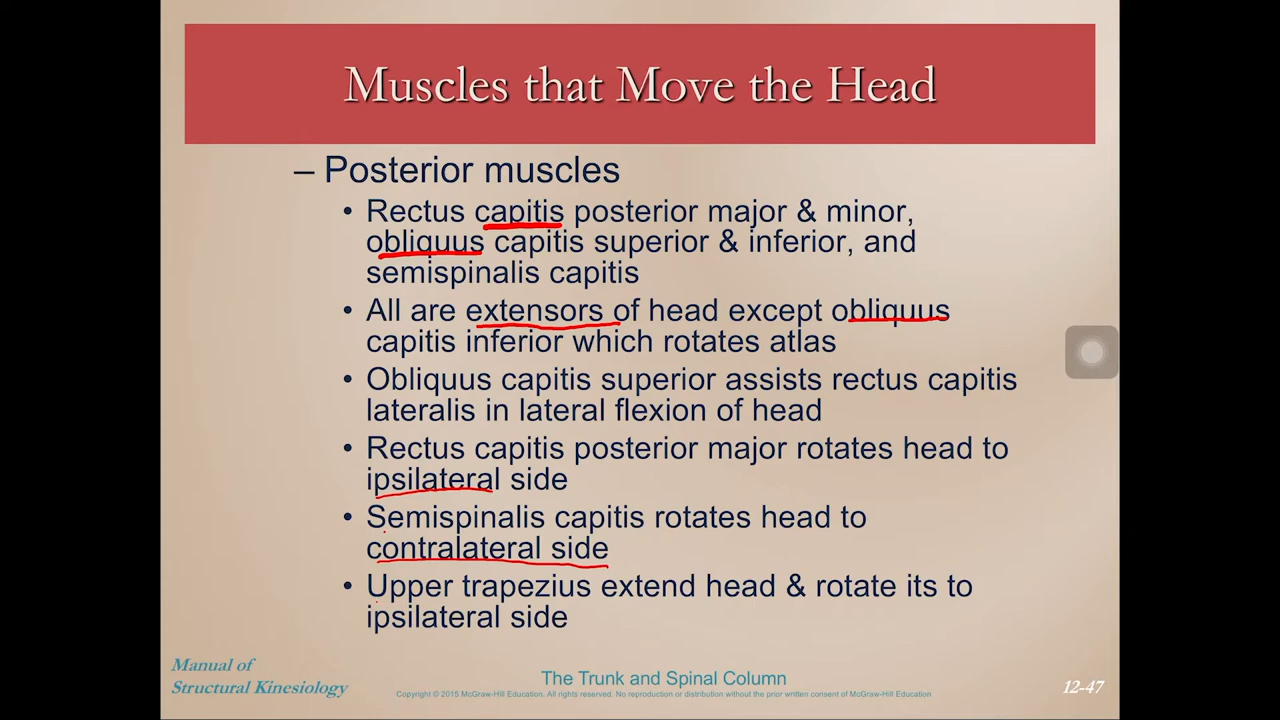 Muscles that Move the Head
– Posterior muscles
• Rectus capitis posterior major & minor,
obliquus capitis superior & inferior, and
semispinalis capitis
• All are extensors of head except obliquus
capitis inferior which rotates atlas
• Obliquus capitis superior assists rectus capitis
lateralis in lateral flexion of head
• Rectus capitis posterior major rotates head to
ipsilateral side
• Semispinalis capitis rotates head to
contralateral side
• Upper trapezius extend head & rotate its to
ipsilateral side
Manual of
Structural Kinesiology
The Trunk and Spinal Column
Copyright © 2015 McGraw-Hill Education. All rights reserved. No reproduction or distribution without the prior written consent of McGraw-Hill Education
12-47